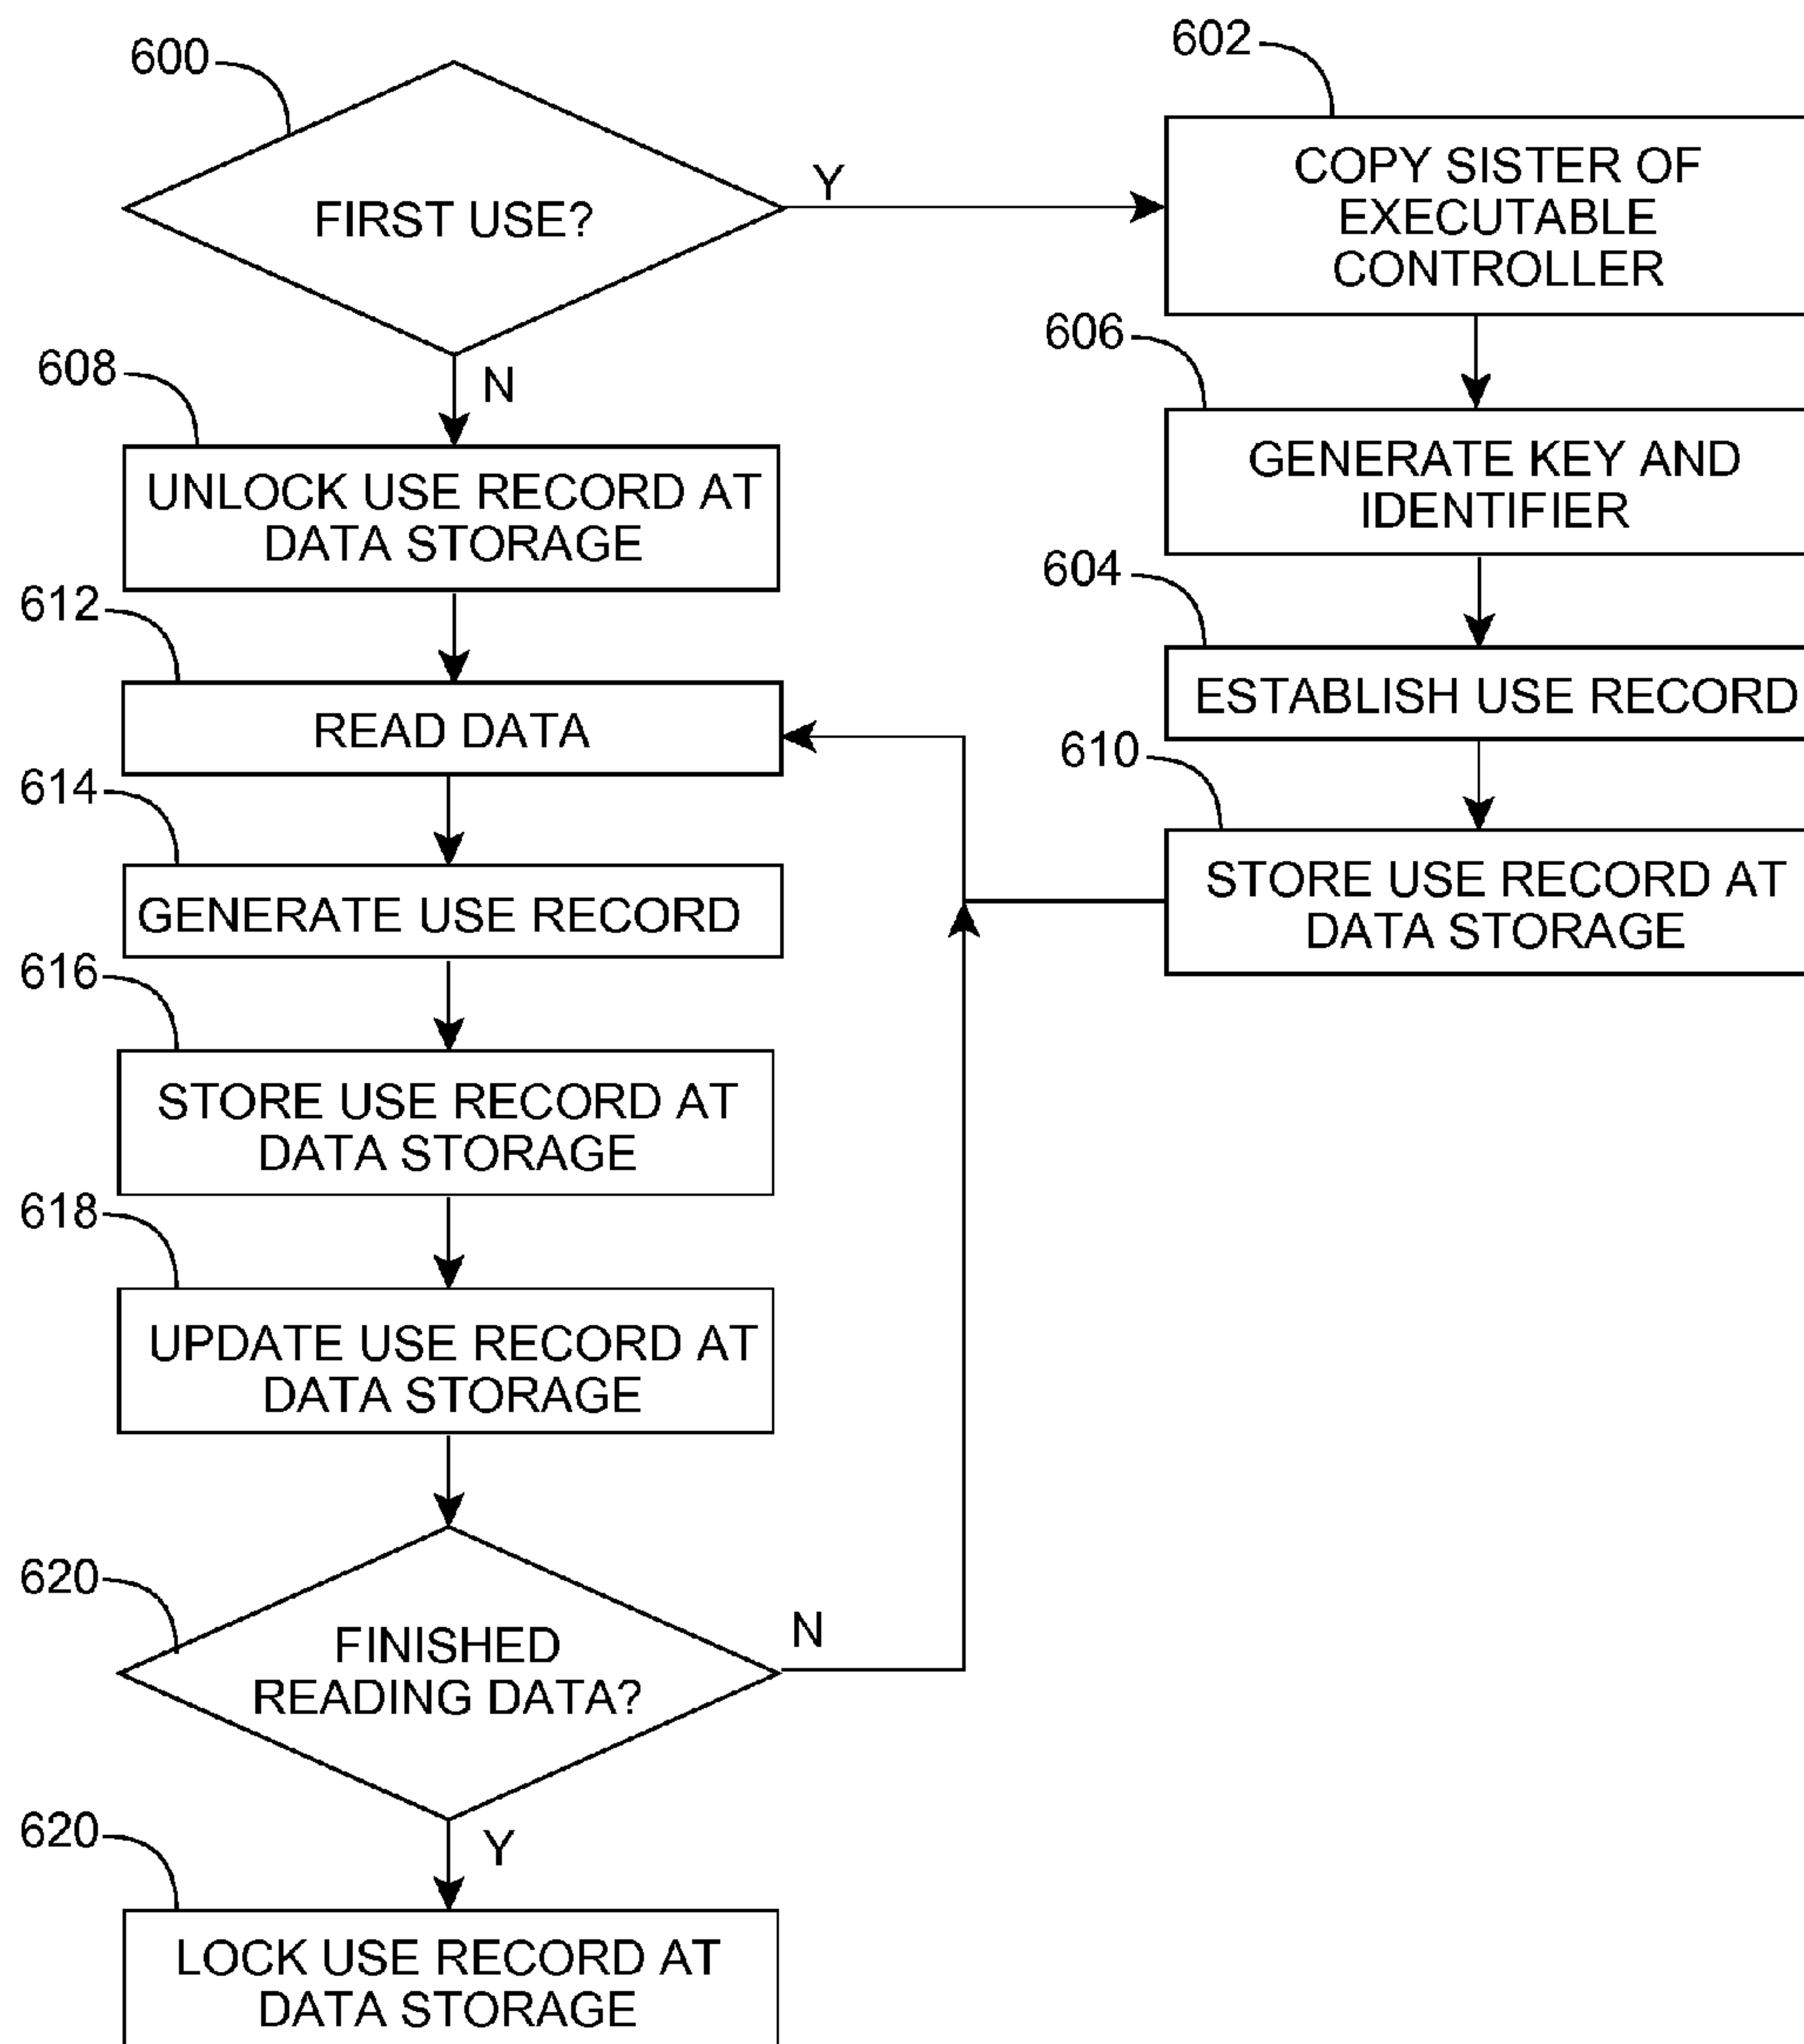 600
FIRST USE?
Y
N
602
COPY SISTER OF
EXECUTABLE
CONTROLLER
606
GENERATE KEY AND
IDENTIFIER
604
ESTABLISH USE RECORD
610
STORE USE RECORD AT
DATA STORAGE
608
UNLOCK USE RECORD AT
DATA STORAGE
612
READ DATA
614
GENERATE USE RECORD
616
STORE USE RECORD AT
DATA STORAGE
618
UPDATE USE RECORD AT
DATA STORAGE
620
FINISHED
READING DATA?
N
Y
620
LOCK USE RECORD AT
DATA STORAGE